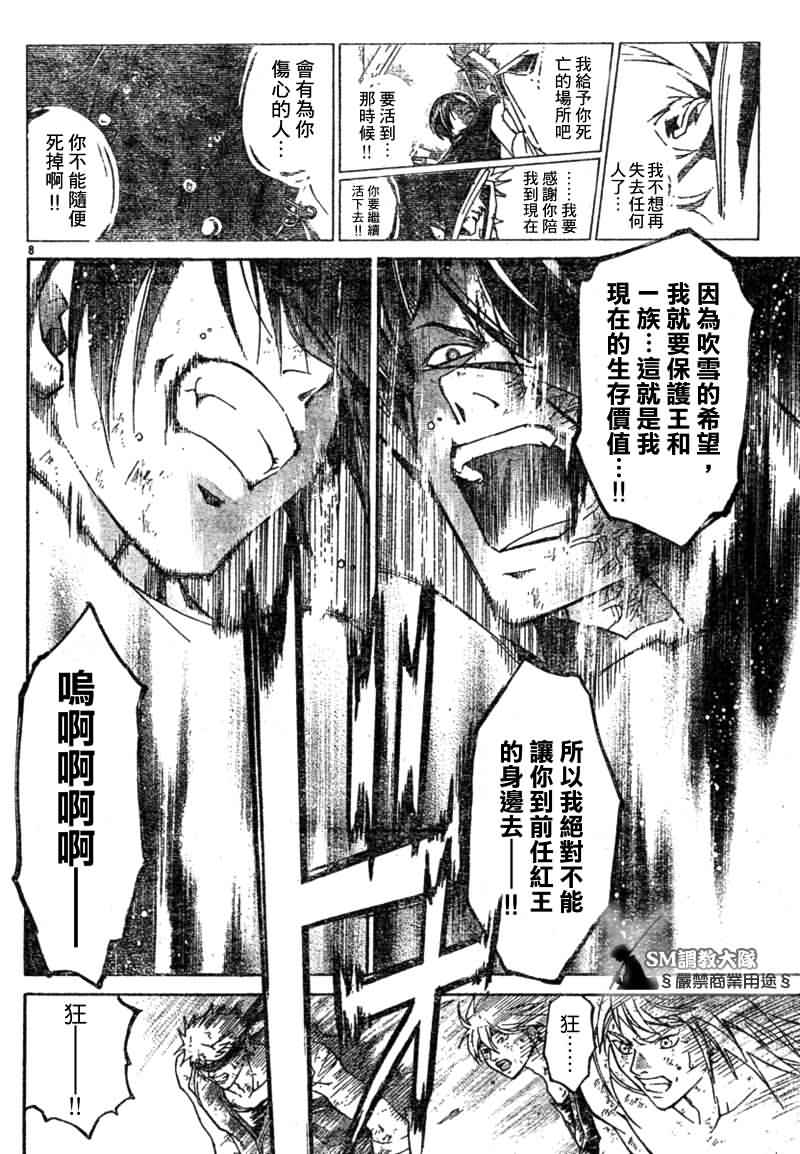 我不想再
失去任何
人了…
我給予你死
亡的場所吧
……我要
感謝你陪
我到現在
要活到…
那時候!!
你要繼續
活下去!!
會有為你
傷心的人…
你不能隨便
死掉啊!!
8
因為吹雪的希望，
我就要保護王和
一族…這就是我
現在的生存價值…!!
所以我絕對不能
讓你到前任紅王
的身邊去——!!
嗚啊啊啊啊——
SM調教大隊
§嚴禁商業用途§
狂…
狂——!!